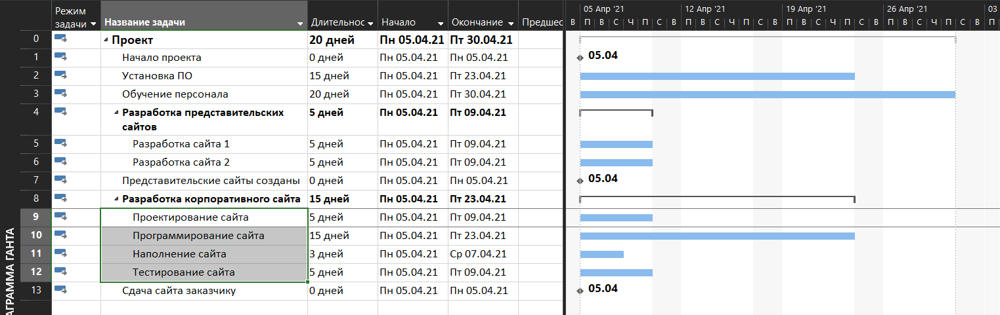 Режим задачи Название задачи Длительнос Начало Окончание Предшес
05 Апр '21 12 Апр '21 19 Апр '21 26 Апр '21 03
В П В С Ч П С В П В С Ч П С В П В С Ч П С В П В С Ч П С В П
0 Проект 20 дней Пн 05.04.21 Пт 30.04.21
1 Начало проекта 0 дней Пн 05.04.21 Пн 05.04.21 05.04
2 Установка ПО 15 дней Пн 05.04.21 Пт 23.04.21
3 Обучение персонала 20 дней Пн 05.04.21 Пт 30.04.21
4 Разработка представительских 5 дней Пн 05.04.21 Пт 09.04.21
сайтов
5 Разработка сайта 1 5 дней Пн 05.04.21 Пт 09.04.21
6 Разработка сайта 2 5 дней Пн 05.04.21 Пт 09.04.21
7 Представительские сайты созданы 0 дней Пн 05.04.21 Пн 05.04.21 05.04
8 Разработка корпоративного сайта 15 дней Пн 05.04.21 Пт 23.04.21
9 Проектирование сайта 5 дней Пн 05.04.21 Пт 09.04.21
10 Программирование сайта 15 дней Пн 05.04.21 Пт 23.04.21
11 Наполнение сайта 3 дней Пн 05.04.21 Ср 07.04.21
12 Тестирование сайта 5 дней Пн 05.04.21 Пт 09.04.21
13 Сдача сайта заказчику 0 дней Пн 05.04.21 Пн 05.04.21 05.04
АГРАММА ГАНТА